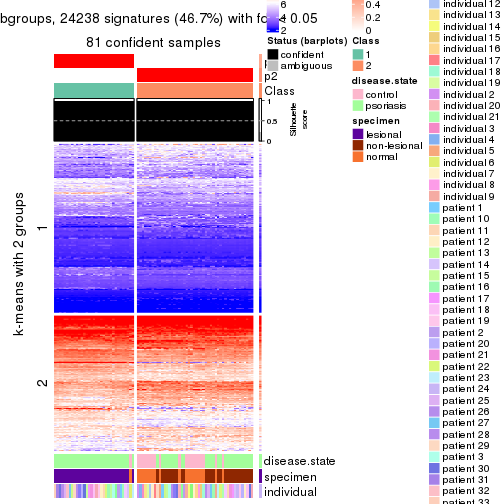 bgroups, 24238 signatures (46.7%) with fd < 0.05
81 confident samples
p2
Class
1
0.5
0
Silhouette
score
k-means with 2 groups
1
2
disease.state
specimen
individual
6
4
2
Status (barplots)
confident
ambiguous
0.4
0.2
0
Class
1
2
disease.state
control
psoriasis
specimen
lesional
non-lesional
normal
individual 12
individual 13
individual 14
individual 15
individual 16
individual 17
individual 18
individual 19
individual 2
individual 20
individual 21
individual 3
individual 4
individual 5
individual 6
individual 7
individual 8
individual 9
patient 1
patient 10
patient 11
patient 12
patient 13
patient 14
patient 15
patient 16
patient 17
patient 18
patient 19
patient 2
patient 20
patient 21
patient 22
patient 23
patient 24
patient 25
patient 26
patient 27
patient 28
patient 29
patient 3
patient 30
patient 31
patient 32
patient 33